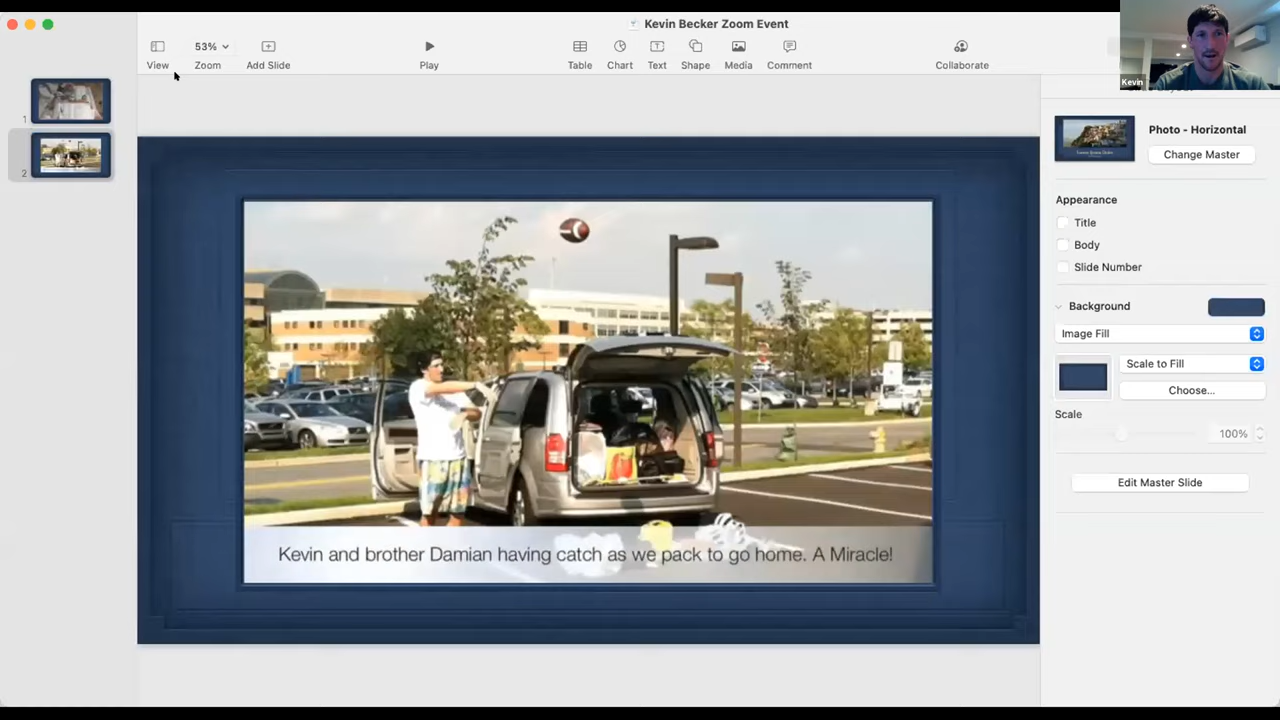 Kevin Becker Zoom Event
53%
View
Zoom
Add Slide
Play
Table
Chart
Text
Shape
Media
Comment
Collaborate
Kevin
1
2
Photo - Horizontal
Change Master
Appearance
Title
Body
Slide Number
Background
Image Fill
Scale to Fill
Choose...
Scale
100%
Edit Master Slide
Kevin and brother Damian having catch as we pack to go home. A Miracle!